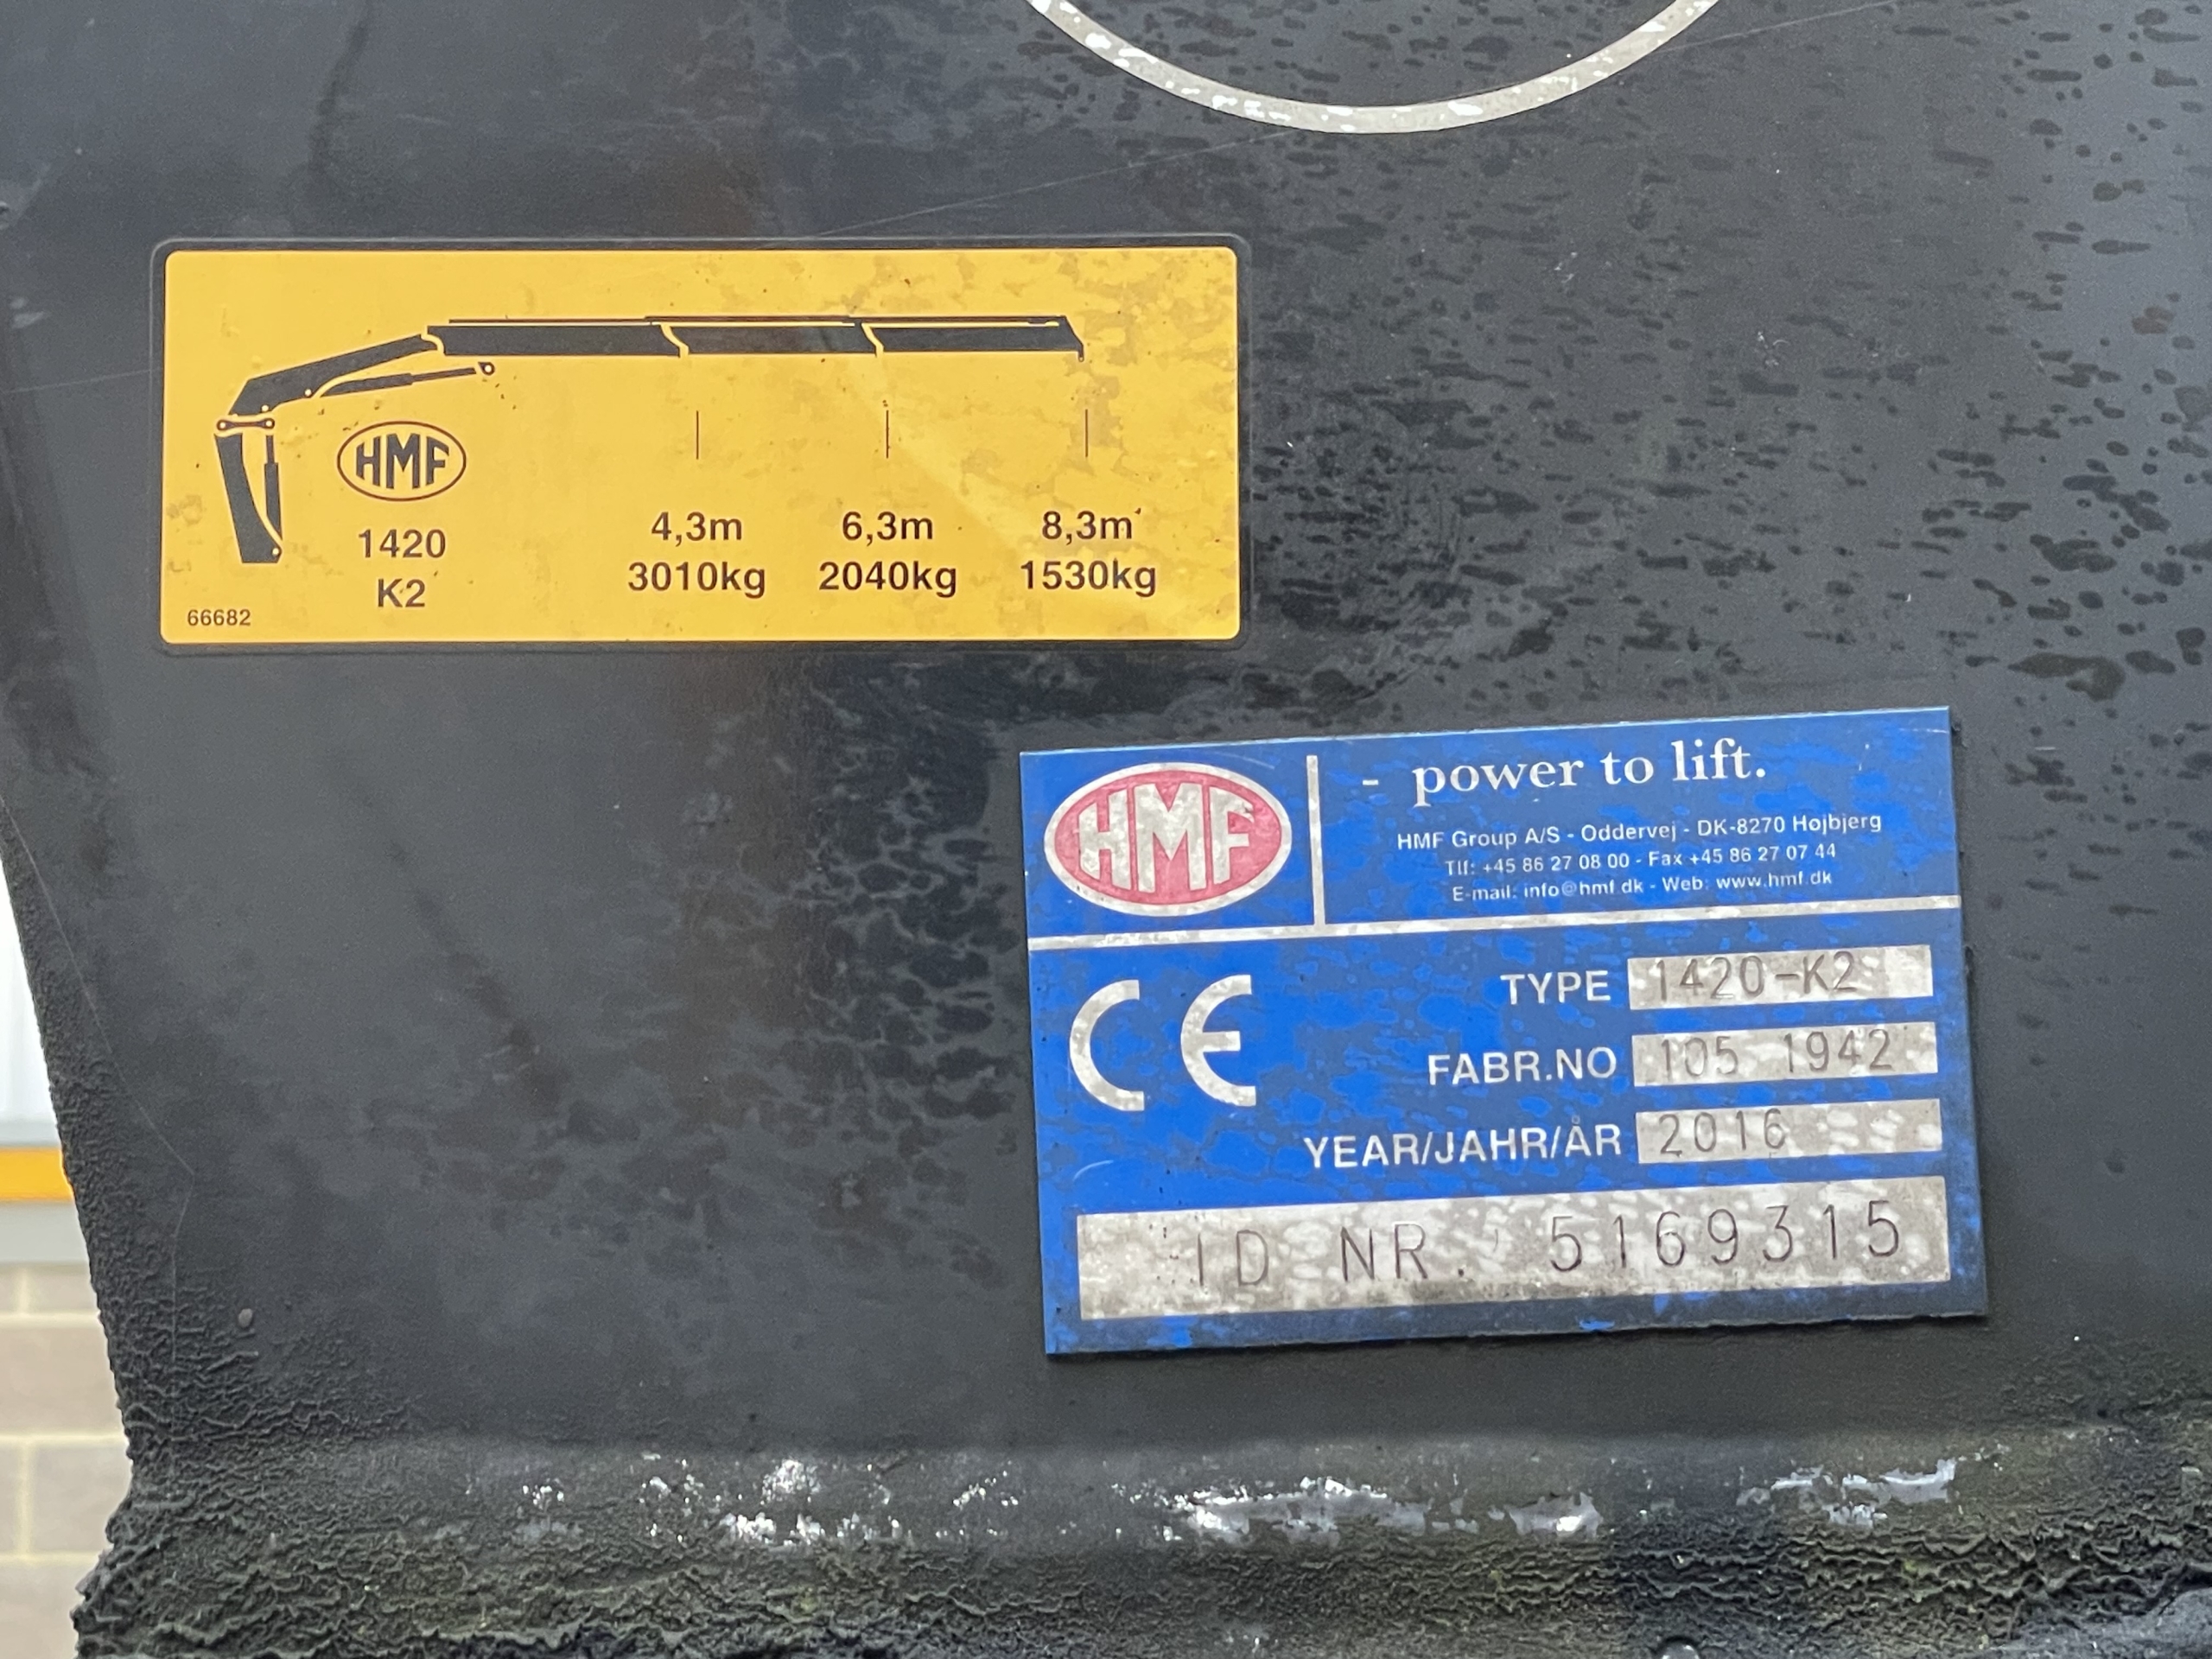 HMF
1420
K2
66682
4,3m 6,3m 8,3m
3010kg 2040kg 1530kg
HMF
- power to lift.
HMF Group A/S - Oddervej - DK-8270 Højbjerg
Tlf: +45 86 27 08 00 - Fax +45 86 27 07 44
E-mail: info@hmf.dk - Web: www.hmf.dk
CE
TYPE 1420-K2
FABR.NO 105 1942
YEAR/JAHR/ÅR 2016
ID NR. 5169315